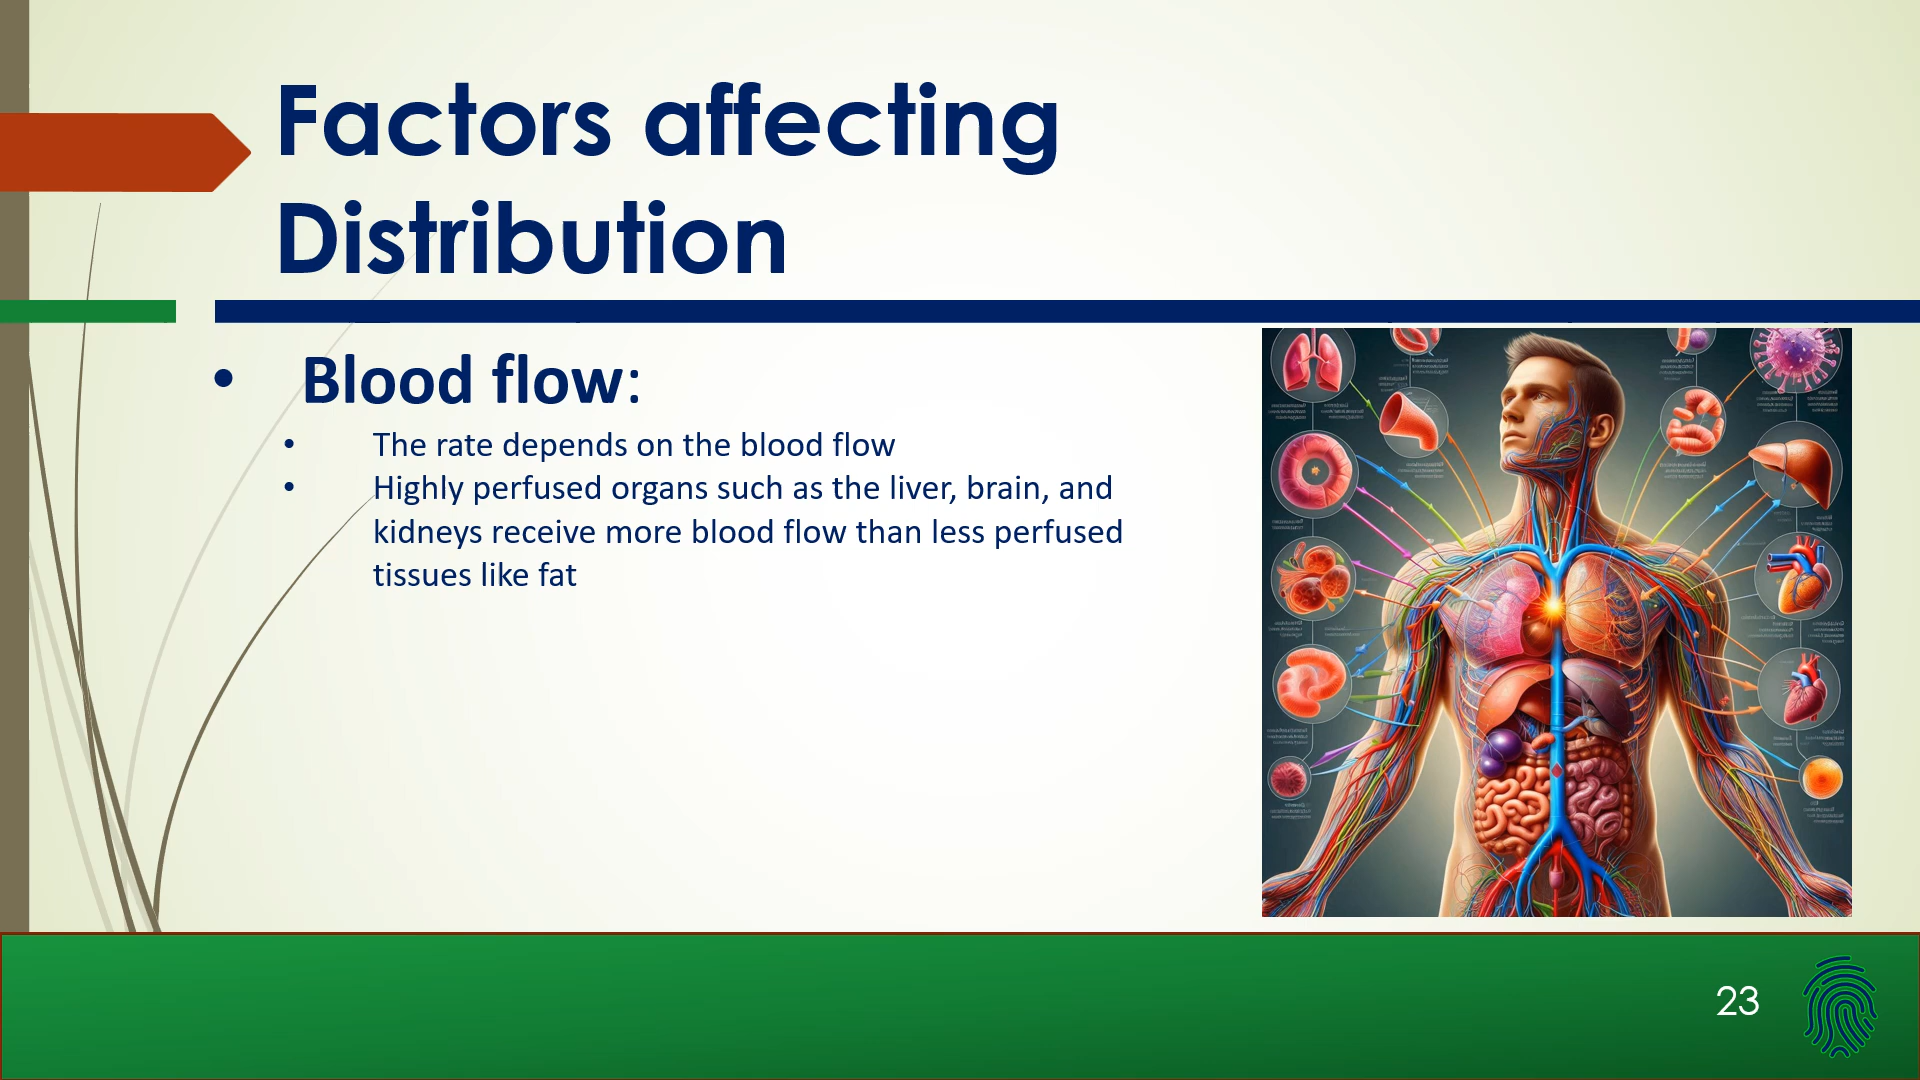 Factors affecting
Distribution
• Blood flow:
• The rate depends on the blood flow
• Highly perfused organs such as the liver, brain, and
kidneys receive more blood flow than less perfused
tissues like fat
23